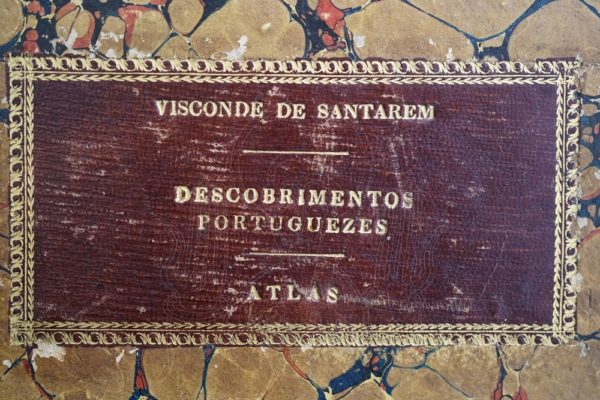 VISCONDE DE SANTAREM
DESCOBRIMENTOS
PORTUGUEZES
ATLAS